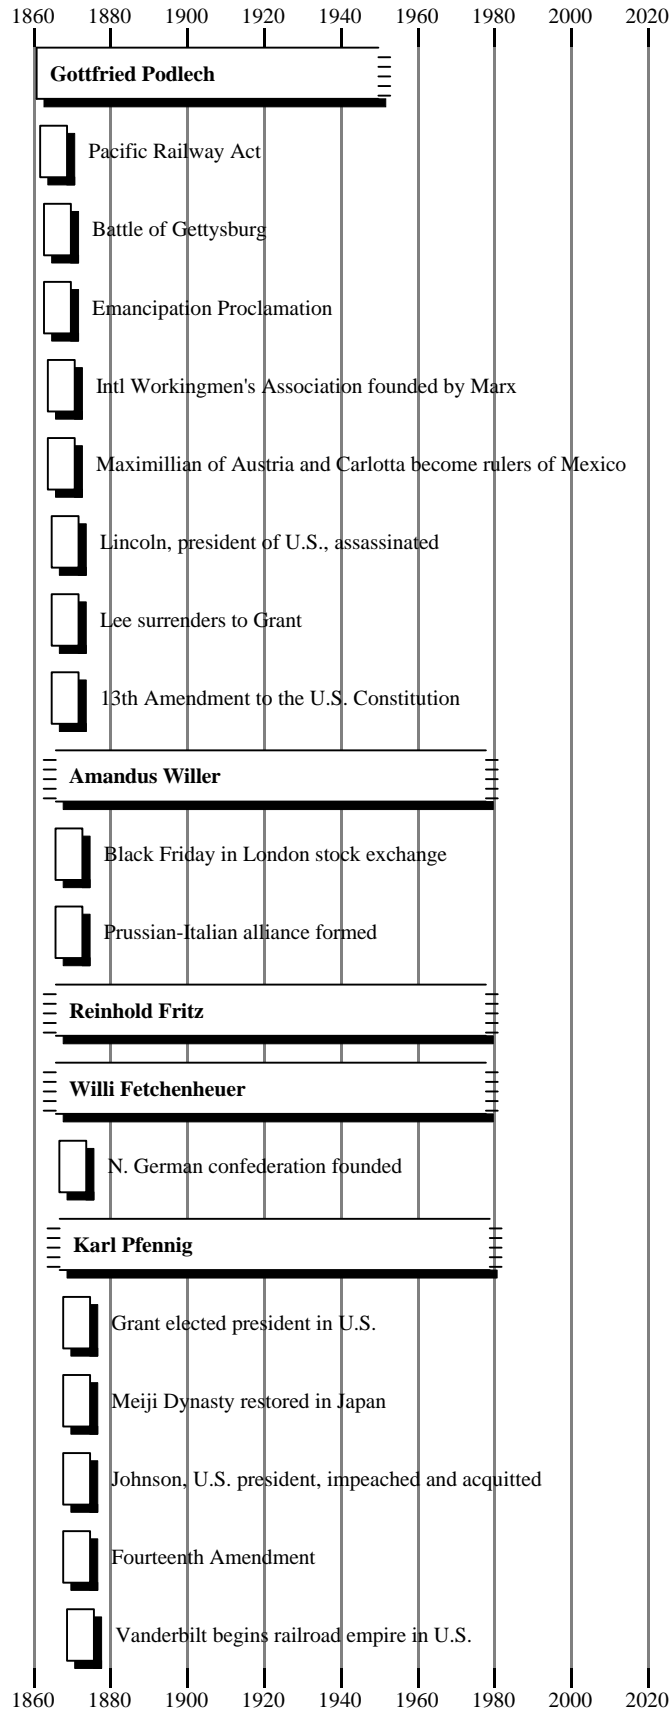 1860 1880 1900 1920 1940 1960 1980 2000 2020
Gottfried Podlech
Pacific Railway Act
Battle of Gettysburg
Emancipation Proclamation
Intl Workingmen's Association founded by Marx
Maximillian of Austria and Carlotta become rulers of Mexico
Lincoln, president of U.S., assassinated
Lee surrenders to Grant
13th Amendment to the U.S. Constitution
Amandus Willer
Black Friday in London stock exchange
Prussian-Italian alliance formed
Reinhold Fritz
Willi Fetchenheuer
N. German confederation founded
Karl Pfennig
Grant elected president in U.S.
Meiji Dynasty restored in Japan
Johnson, U.S. president, impeached and acquitted
Fourteenth Amendment
Vanderbilt begins railroad empire in U.S.
1860 1880 1900 1920 1940 1960 1980 2000 2020